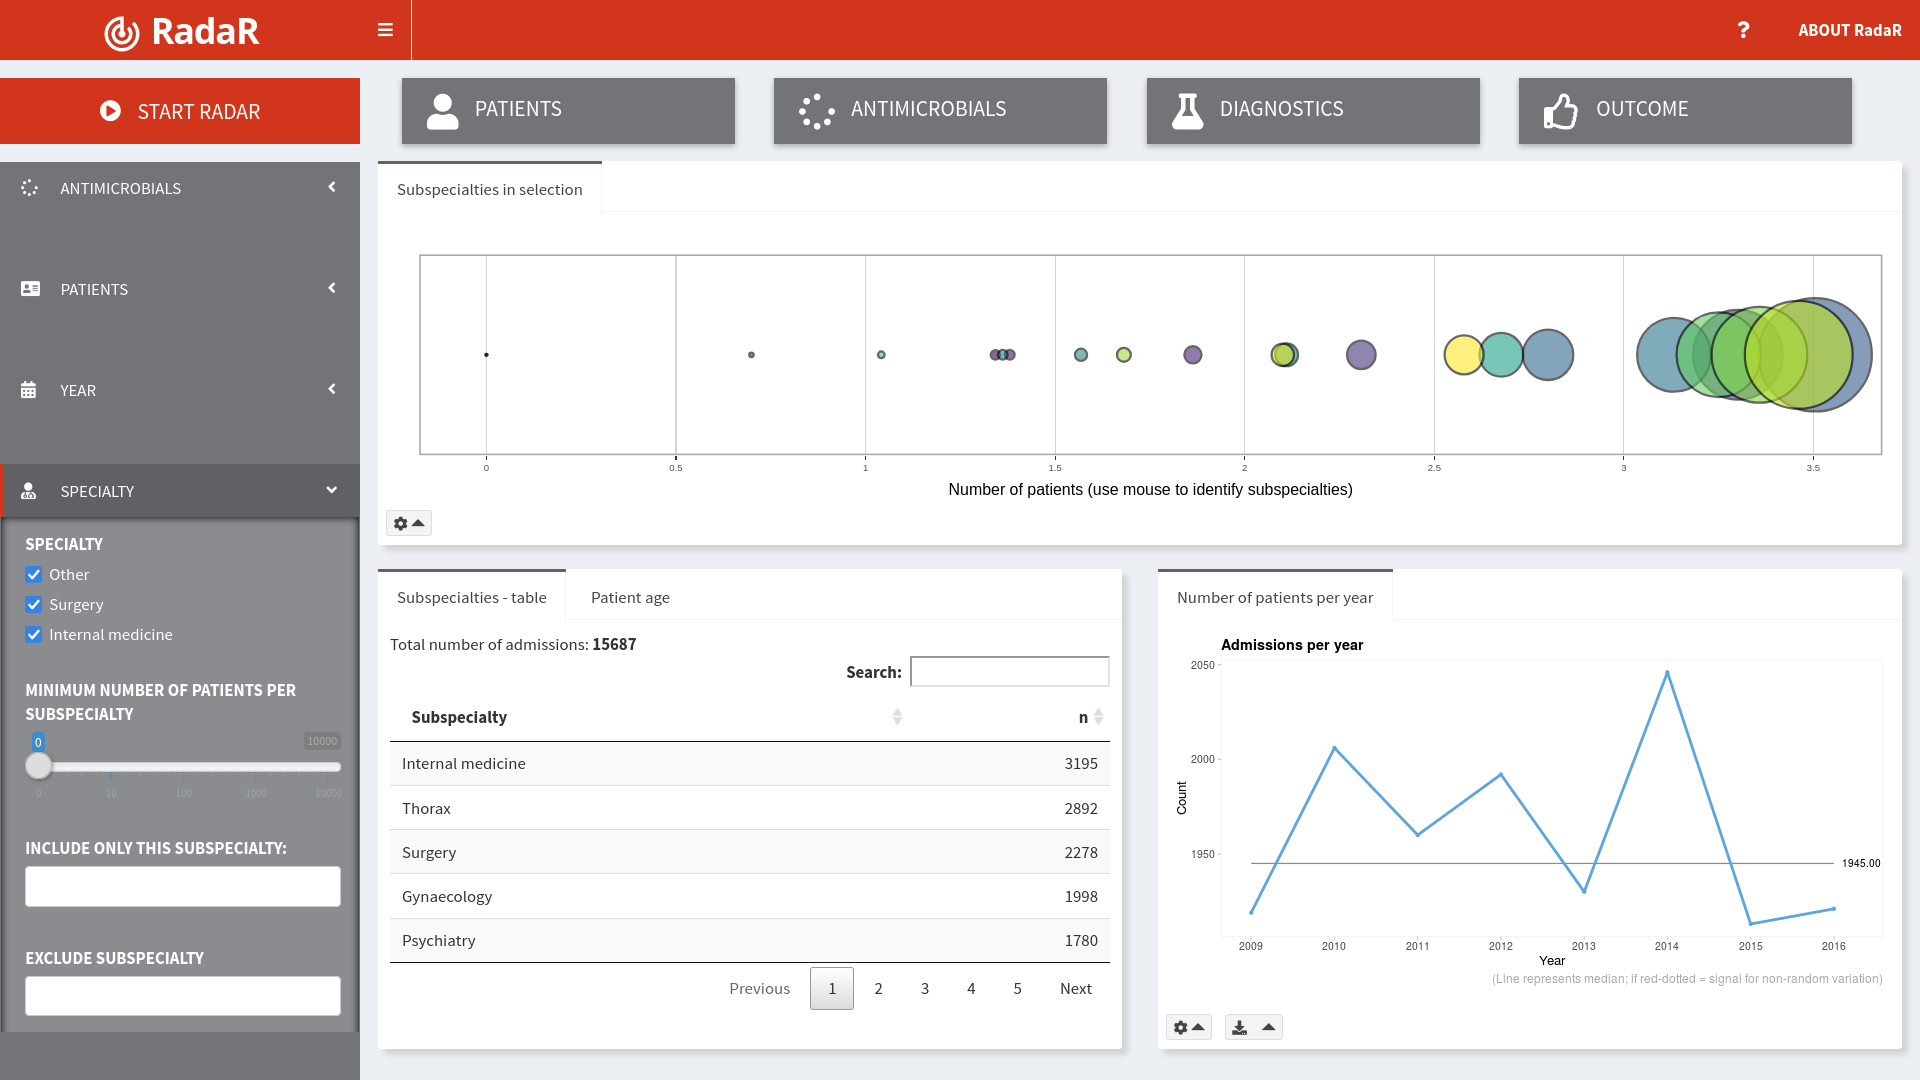 RadaR
ABOUT RadaR
START RADAR
PATIENTS
ANTIMICROBIALS
DIAGNOSTICS
OUTCOME
ANTIMICROBIALS
PATIENTS
YEAR
SPECIALTY
SPECIALTY
Other
Surgery
Internal medicine
MINIMUM NUMBER OF PATIENTS PER
SUBSPECIALTY
0 10000
0 10 100 1000 10000
INCLUDE ONLY THIS SUBSPECIALTY:
EXCLUDE SUBSPECIALTY
Subspecialties in selection
0 0.5 1 1.5 2 2.5 3 3.5
Number of patients (use mouse to identify subspecialties)
Subspecialties - table Patient age
Total number of admissions: 15687
Search:
Subspecialty n
Internal medicine 3195
Thorax 2892
Surgery 2278
Gynaecology 1998
Psychiatry 1780
Previous 1 2 3 4 5 Next
Number of patients per year
Admissions per year
2050
2000
1950
Count
1945.00
2009 2010 2011 2012 2013 2014 2015 2016
Year
(Line represents median; if red-dotted = signal for non-random variation)